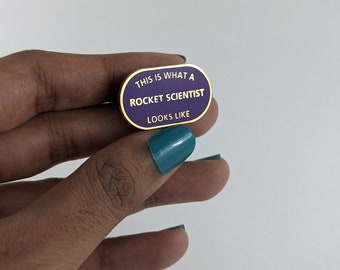 THIS IS WHAT A
ROCKET SCIENTIST
LOOKS LIKE